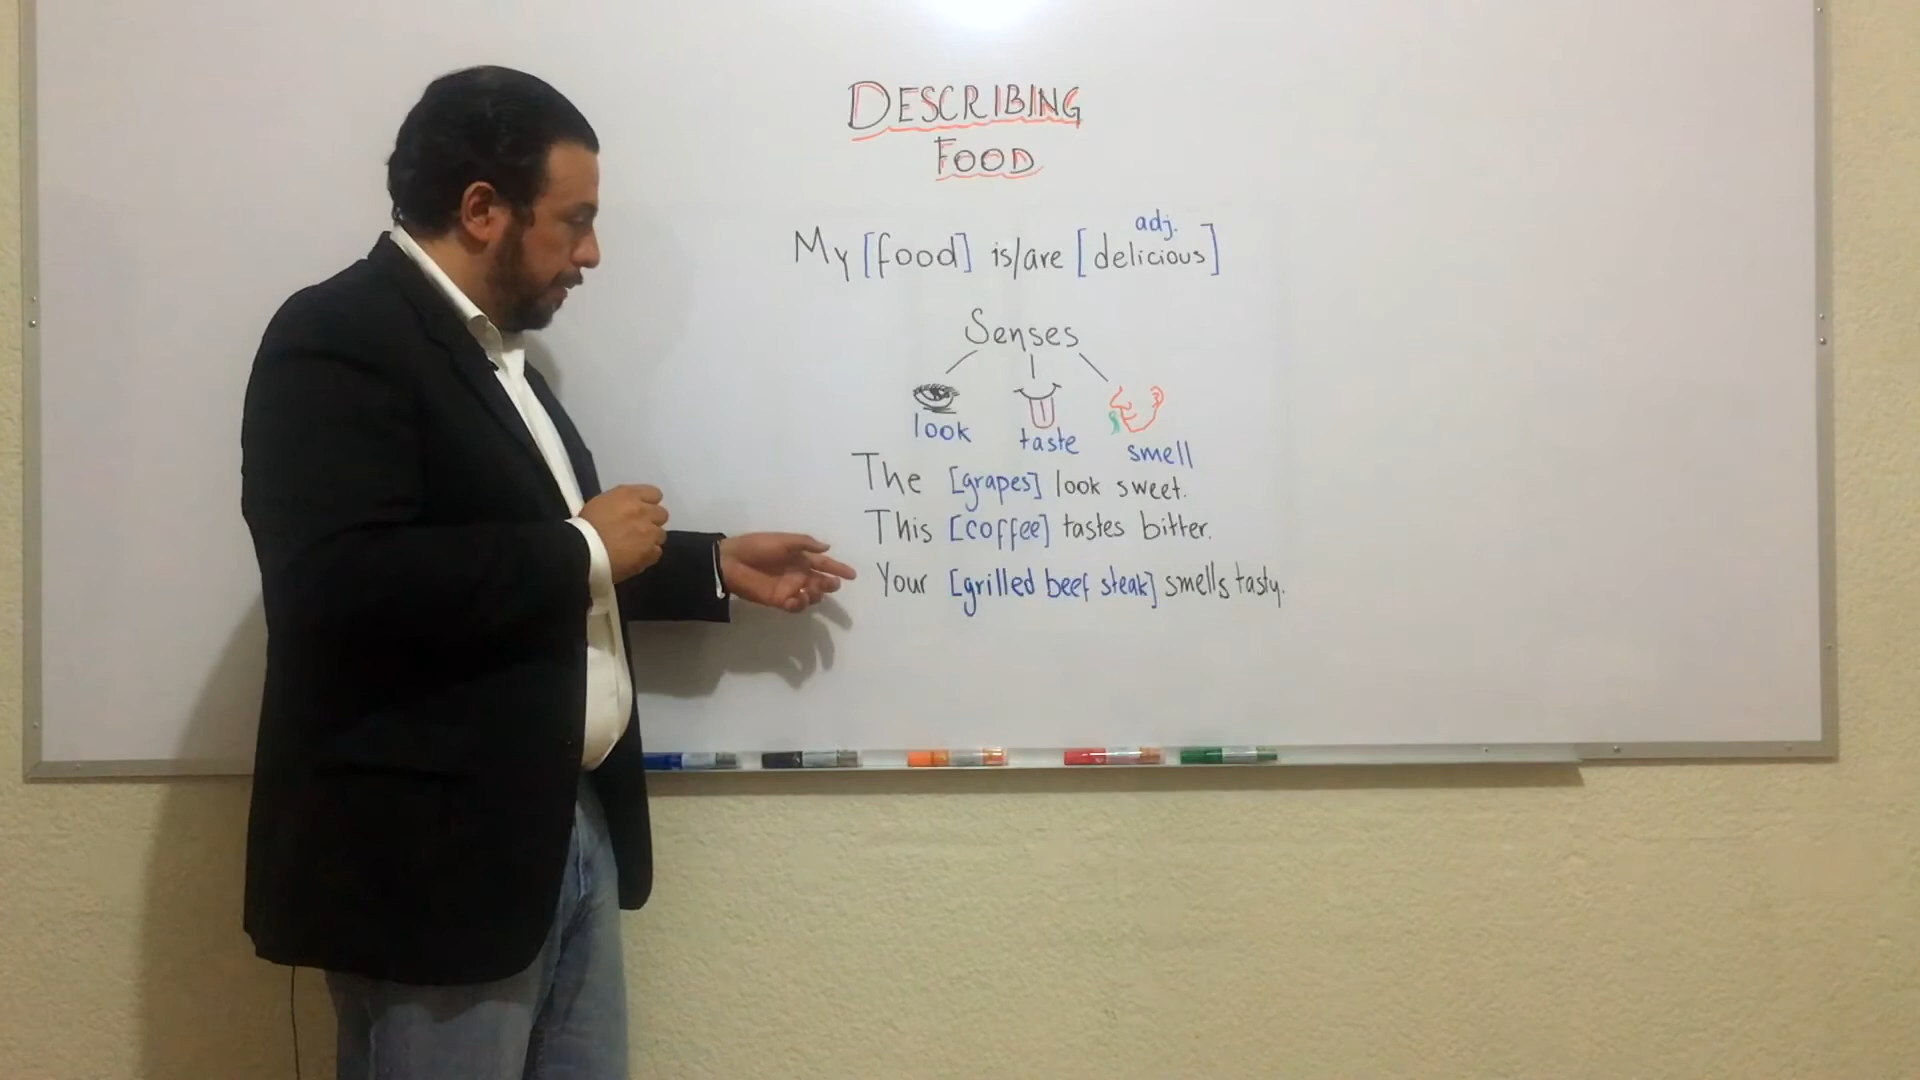 DESCRIBING
FOOD
adj.
My [food] is/are [delicious]
Senses
look taste smell
The [grapes] look sweet.
This [coffee] tastes bitter.
Your [grilled beef steak] smells tasty.